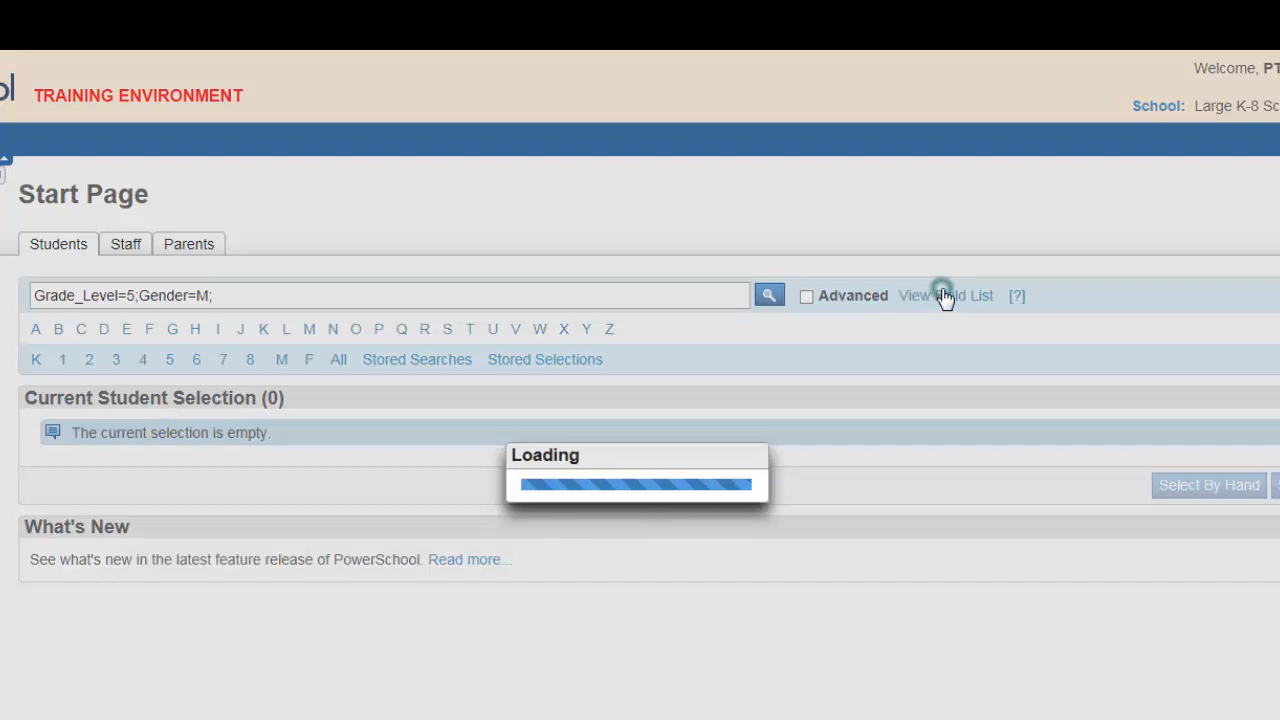 ol TRAINING ENVIRONMENT
Welcome, PT
School: Large K-8 Sc
Start Page
Students Staff Parents
Grade_Level=5;Gender=M; Advanced View Field List [?]
A B C D E F G H I J K L M N O P Q R S T U V W X Y Z
K 1 2 3 4 5 6 7 8 M F All Stored Searches Stored Selections
Current Student Selection (0)
The current selection is empty.
Loading
Select By Hand
What's New
See what's new in the latest feature release of PowerSchool. Read more...